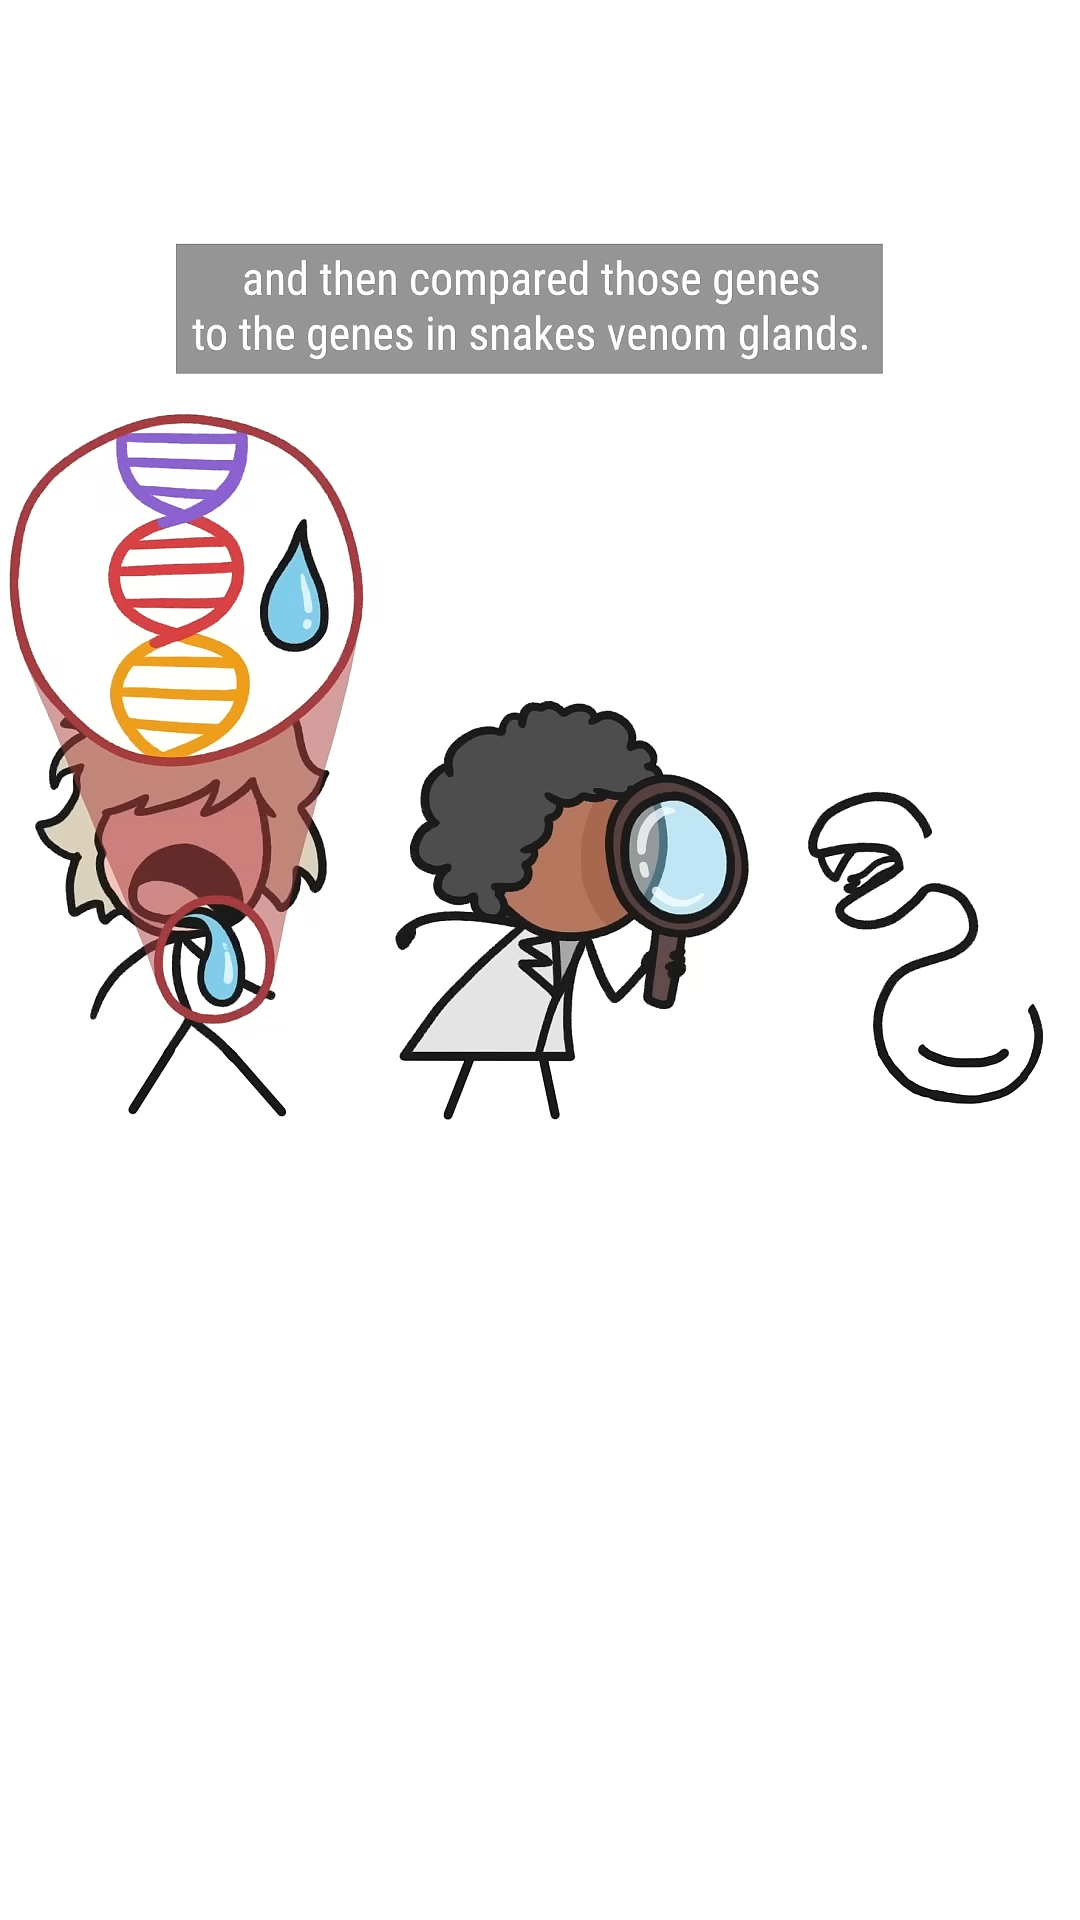 and then compared those genes
to the genes in snakes venom glands.